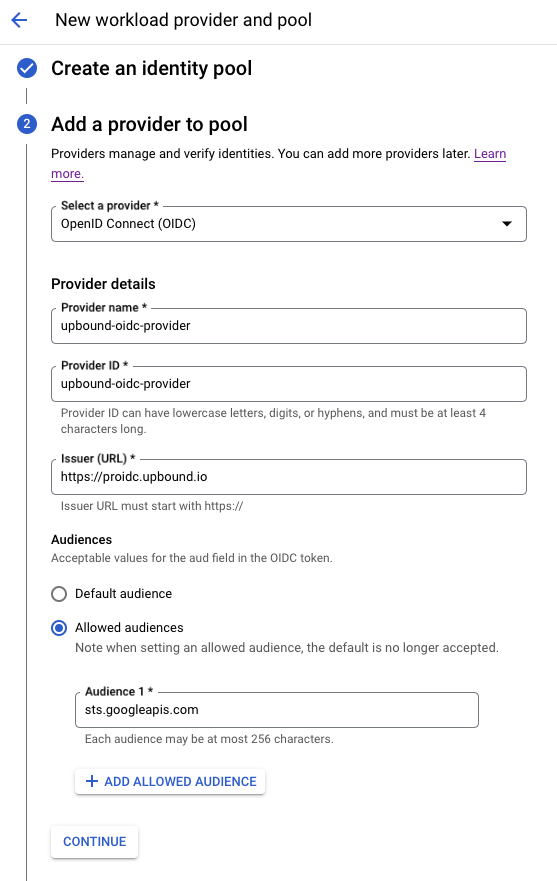 New workload provider and pool
Create an identity pool
2
Add a provider to pool
Providers manage and verify identities. You can add more providers later. Learn
more.
Select a provider *
OpenID Connect (OIDC)
Provider details
Provider name *
upbound-oidc-provider
Provider ID *
upbound-oidc-provider
Provider ID can have lowercase letters, digits, or hyphens, and must be at least 4
characters long.
Issuer (URL) *
https://proidc.upbound.io
Issuer URL must start with https://
Audiences
Acceptable values for the aud field in the OIDC token.
Default audience
Allowed audiences
Note when setting an allowed audience, the default is no longer accepted.
Audience 1 *
sts.googleapis.com
Each audience may be at most 256 characters.
ADD ALLOWED AUDIENCE
CONTINUE